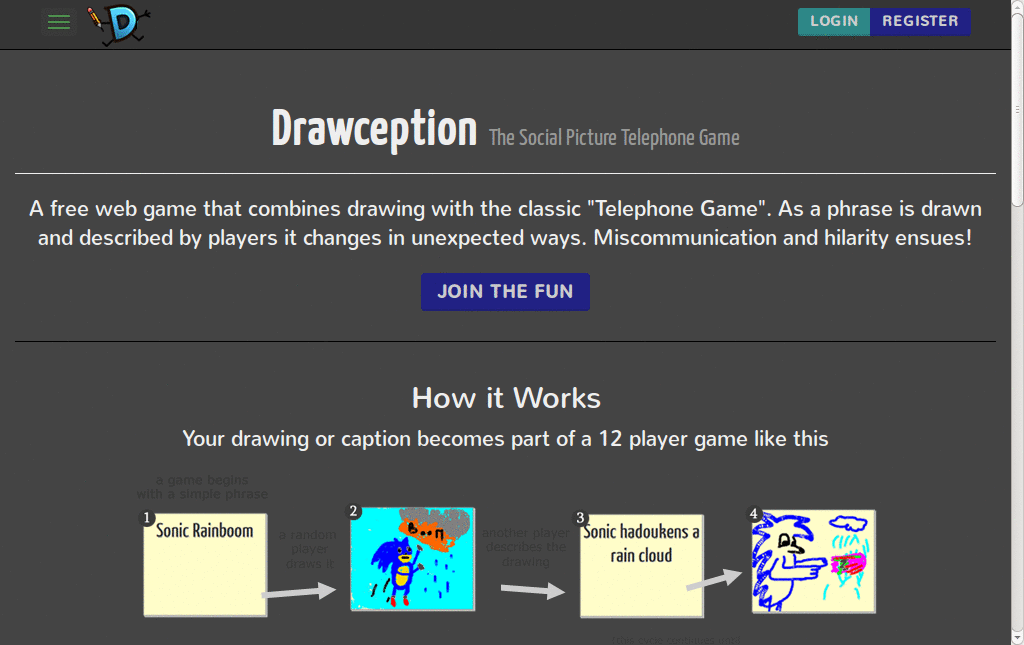 D
LOGIN REGISTER
Drawception The Social Picture Telephone Game
A free web game that combines drawing with the classic "Telephone Game". As a phrase is drawn
and described by players it changes in unexpected ways. Miscommunication and hilarity ensues!
JOIN THE FUN
How it Works
Your drawing or caption becomes part of a 12 player game like this
a game begins
with a simple phrase
1
Sonic Rainboom
a random
player
draws it
2
another player
describes the
drawing
3
Sonic hadoukens a
rain cloud
4